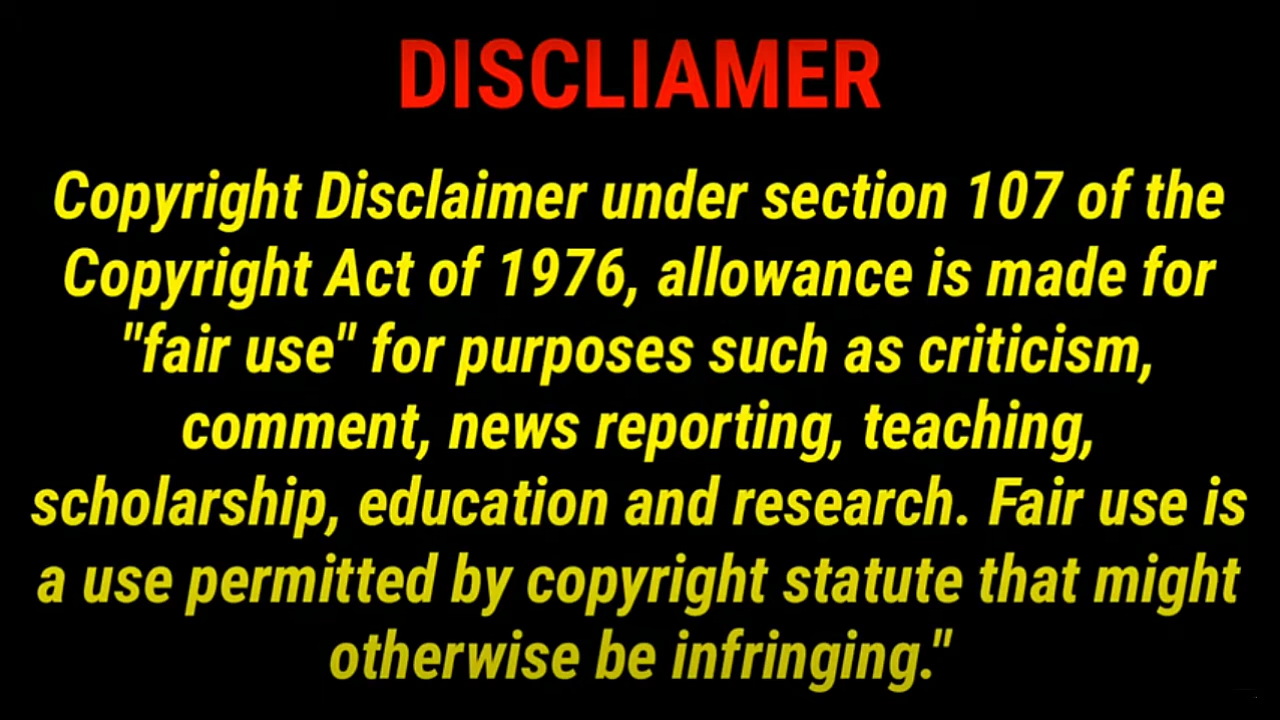 DISCLIAMER
Copyright Disclaimer under section 107 of the
Copyright Act of 1976, allowance is made for
"fair use" for purposes such as criticism,
comment, news reporting, teaching,
scholarship, education and research. Fair use is
a use permitted by copyright statute that might
otherwise be infringing."